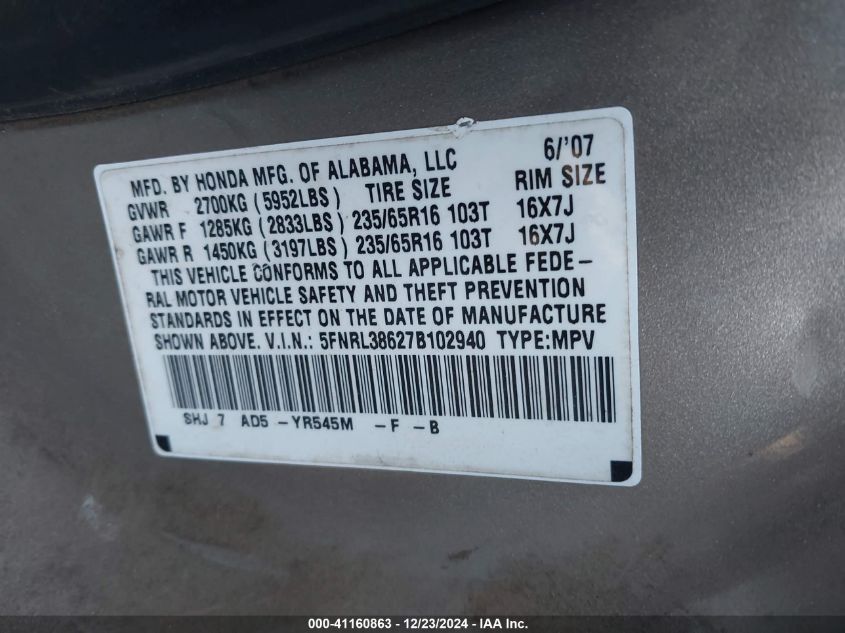 MFD. BY HONDA MFG. OF ALABAMA, LLC 6/'07
GVWR 2700KG (5952LBS) TIRE SIZE RIM SIZE
GAWR F 1285KG (2833LBS) 235/65R16 103T 16X7J
GAWR R 1450KG (3197LBS) 235/65R16 103T 16X7J
THIS VEHICLE CONFORMS TO ALL APPLICABLE FEDE-
RAL MOTOR VEHICLE SAFETY AND THEFT PREVENTION
STANDARDS IN EFFECT ON THE DATE OF MANUFACTURE
SHOWN ABOVE. V.I.N.: 5FNRL38627B102940 TYPE:MPV
SHJ 7 AD5 -YR545M -F -B
000-41160863 - 12/23/2024 - IAA Inc.